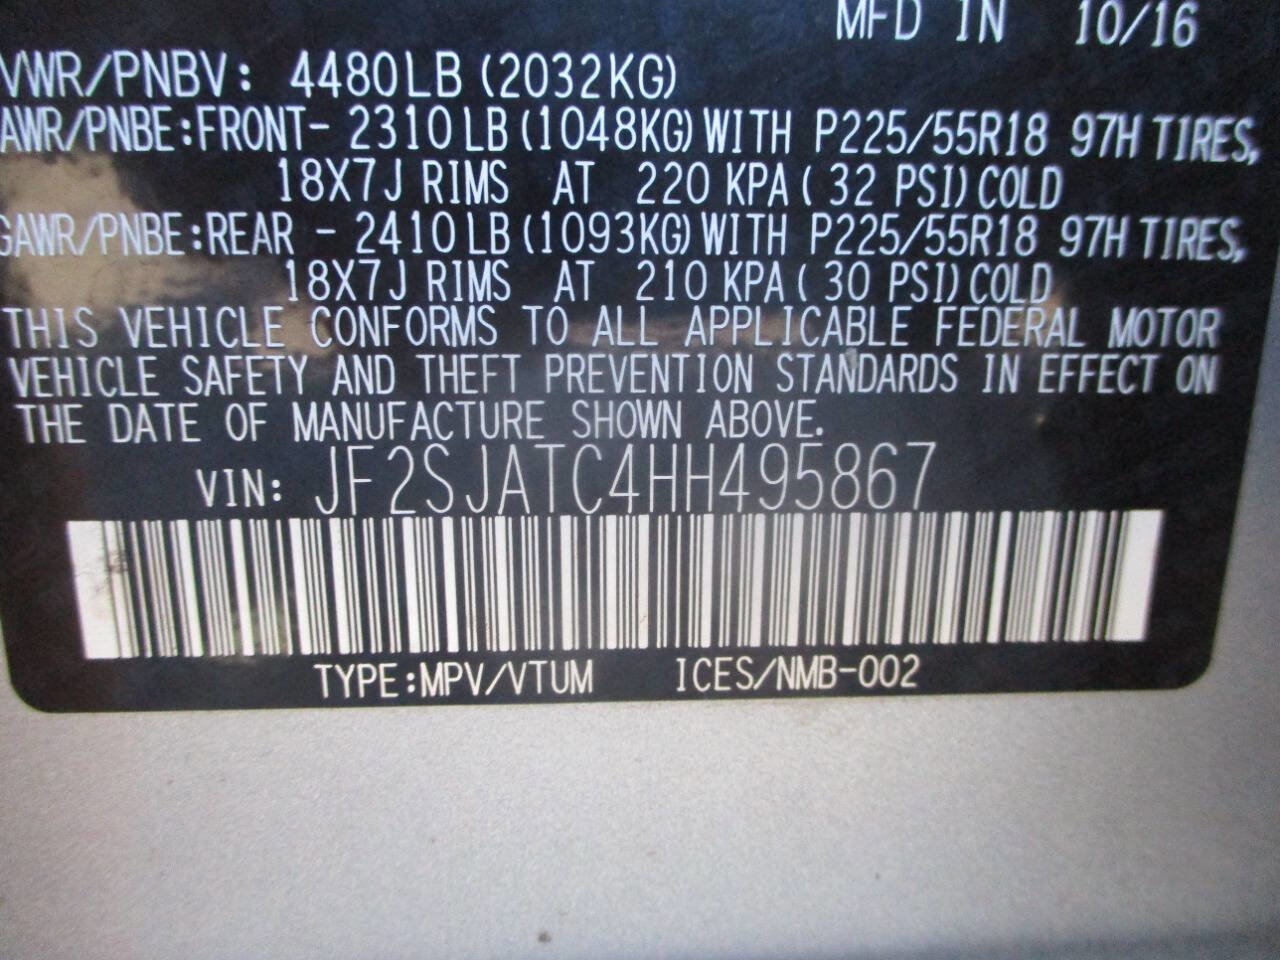 MFD IN 10/16
VWR/PNBV: 4480LB (2032KG)
AWR/PNBE:FRONT- 2310LB (1048KG) WITH P225/55R18 97H TIRES,
18X7J RIMS AT 220 KPA ( 32 PSI) COLD
GAWR/PNBE:REAR - 2410LB (1093KG) WITH P225/55R18 97H TIRES,
18X7J RIMS AT 210 KPA ( 30 PSI) COLD
THIS VEHICLE CONFORMS TO ALL APPLICABLE FEDERAL MOTOR
VEHICLE SAFETY AND THEFT PREVENTION STANDARDS IN EFFECT ON
THE DATE OF MANUFACTURE SHOWN ABOVE.
VIN: JF2SJATC4HH495867
TYPE:MPV/VTUM ICES/NMB-002